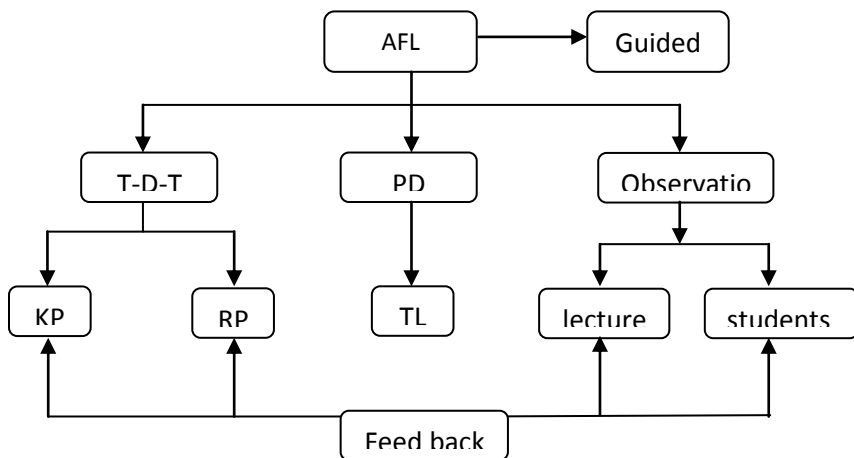 AFL
Guided
T-D-T
PD
Observatio
KP
RP
TL
lecture
students
Feed back